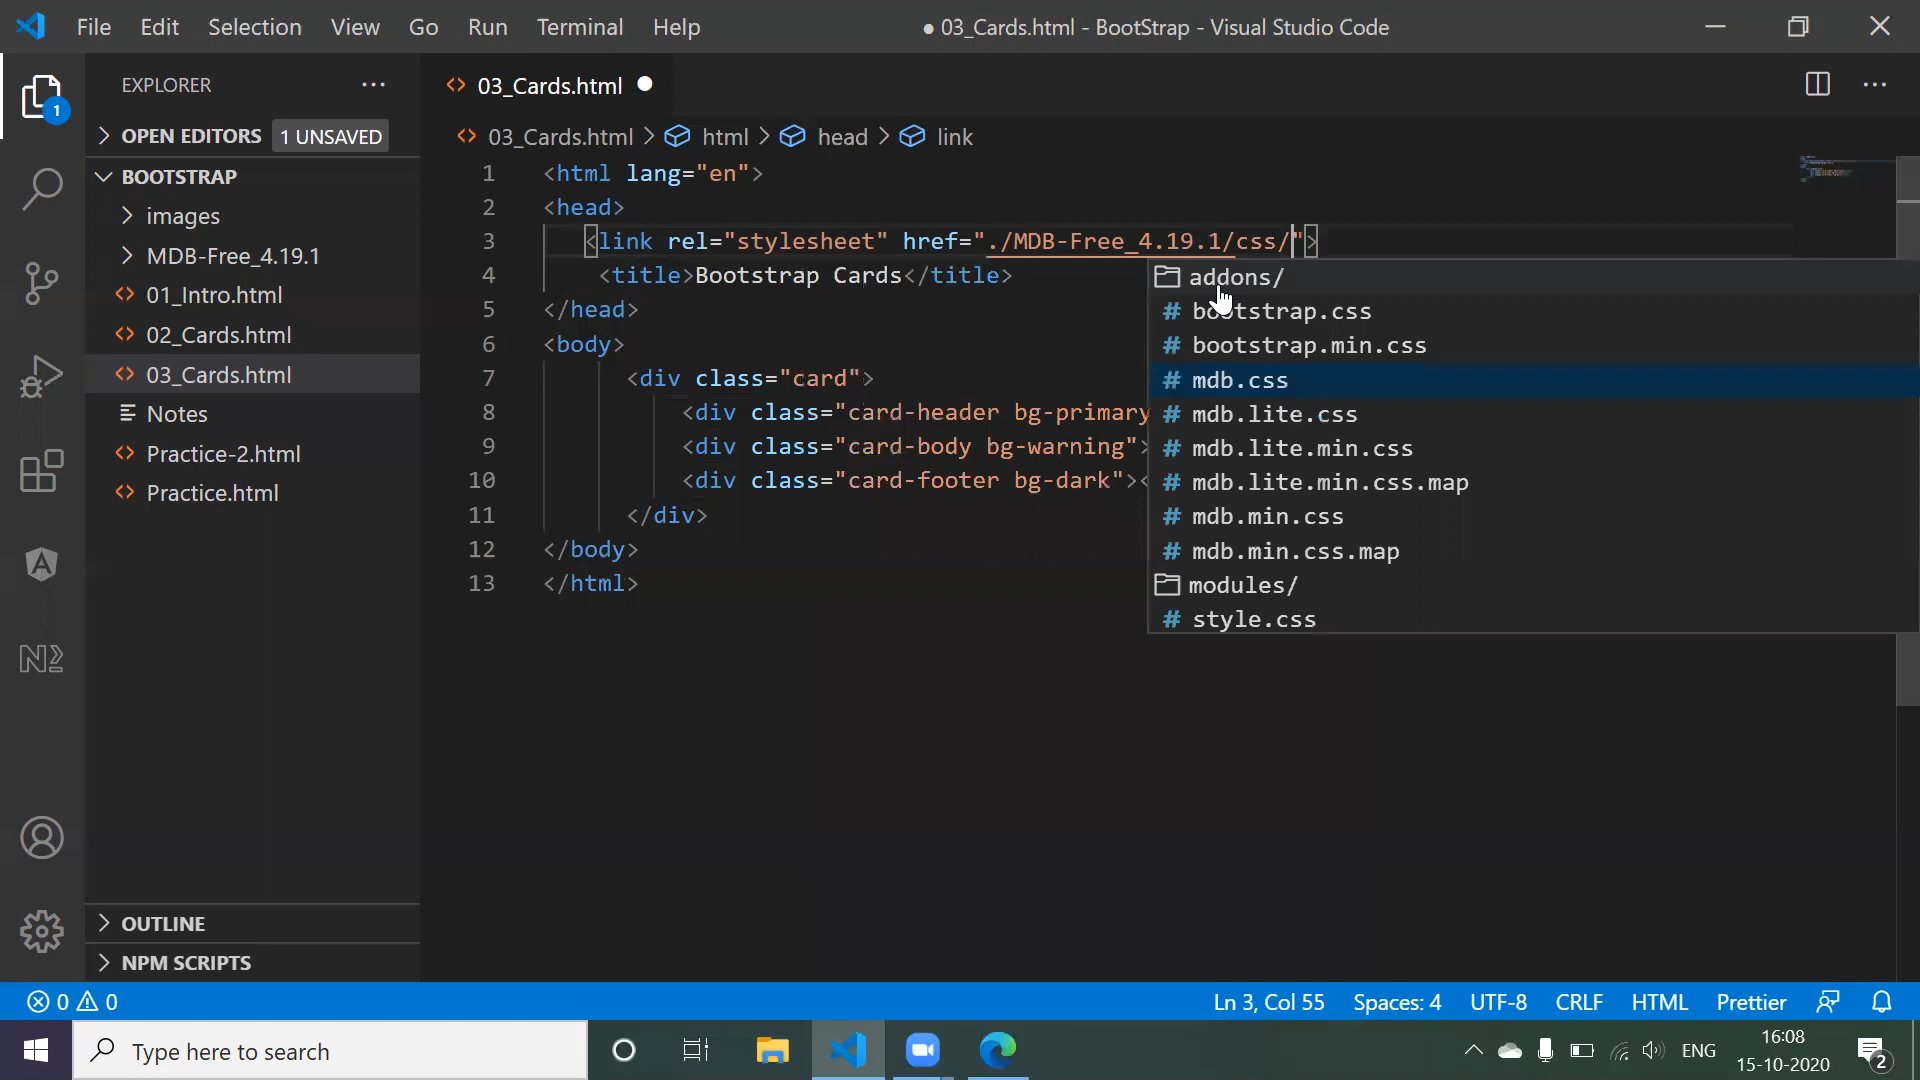 File Edit Selection View Go Run Terminal Help
● 03_Cards.html - BootStrap - Visual Studio Code
EXPLORER
1
OPEN EDITORS 1 UNSAVED
BOOTSTRAP
images
MDB-Free_4.19.1
01_Intro.html
02_Cards.html
03_Cards.html
Notes
Practice-2.html
Practice.html
OUTLINE
NPM SCRIPTS
03_Cards.html
03_Cards.html > html > head > link
1 <html lang="en">
2 <head>
3 <link rel="stylesheet" href="./MDB-Free_4.19.1/css/">
4 <title>Bootstrap Cards</title>
5 </head>
6 <body>
7 <div class="card">
8 <div class="card-header bg-primary
9 <div class="card-body bg-warning">
10 <div class="card-footer bg-dark"><
11 </div>
12 </body>
13 </html>
addons/
bootstrap.css
# bootstrap.min.css
# mdb.css
# mdb.lite.css
# mdb.lite.min.css
# mdb.lite.min.css.map
# mdb.min.css
# mdb.min.css.map
modules/
# style.css
0 0
Ln 3, Col 55 Spaces: 4 UTF-8 CRLF HTML Prettier
Type here to search
ENG
16:08
15-10-2020
2